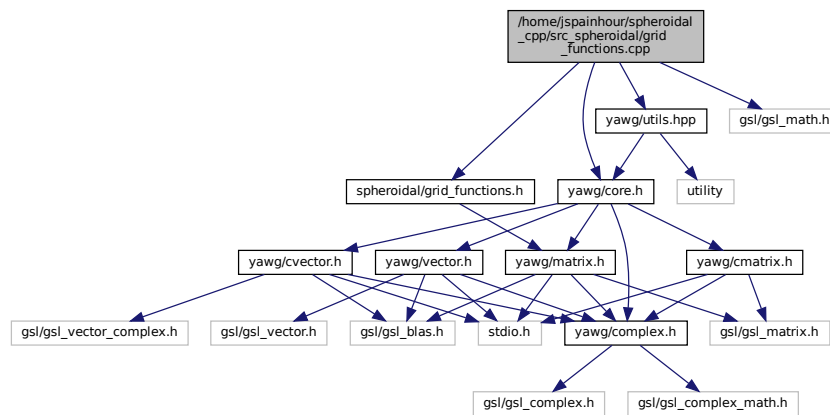 /home/jspainhour/spheroidal
_cpp/src_spheroidal/grid
_functions.cpp
yawg/utils.hpp
gsl/gsl_math.h
spheroidal/grid_functions.h
yawg/core.h
utility
yawg/cvector.h
yawg/vector.h
yawg/matrix.h
yawg/cmatrix.h
gsl/gsl_vector_complex.h
gsl/gsl_vector.h
gsl/gsl_blas.h
stdio.h
yawg/complex.h
gsl/gsl_matrix.h
gsl/gsl_complex.h
gsl/gsl_complex_math.h